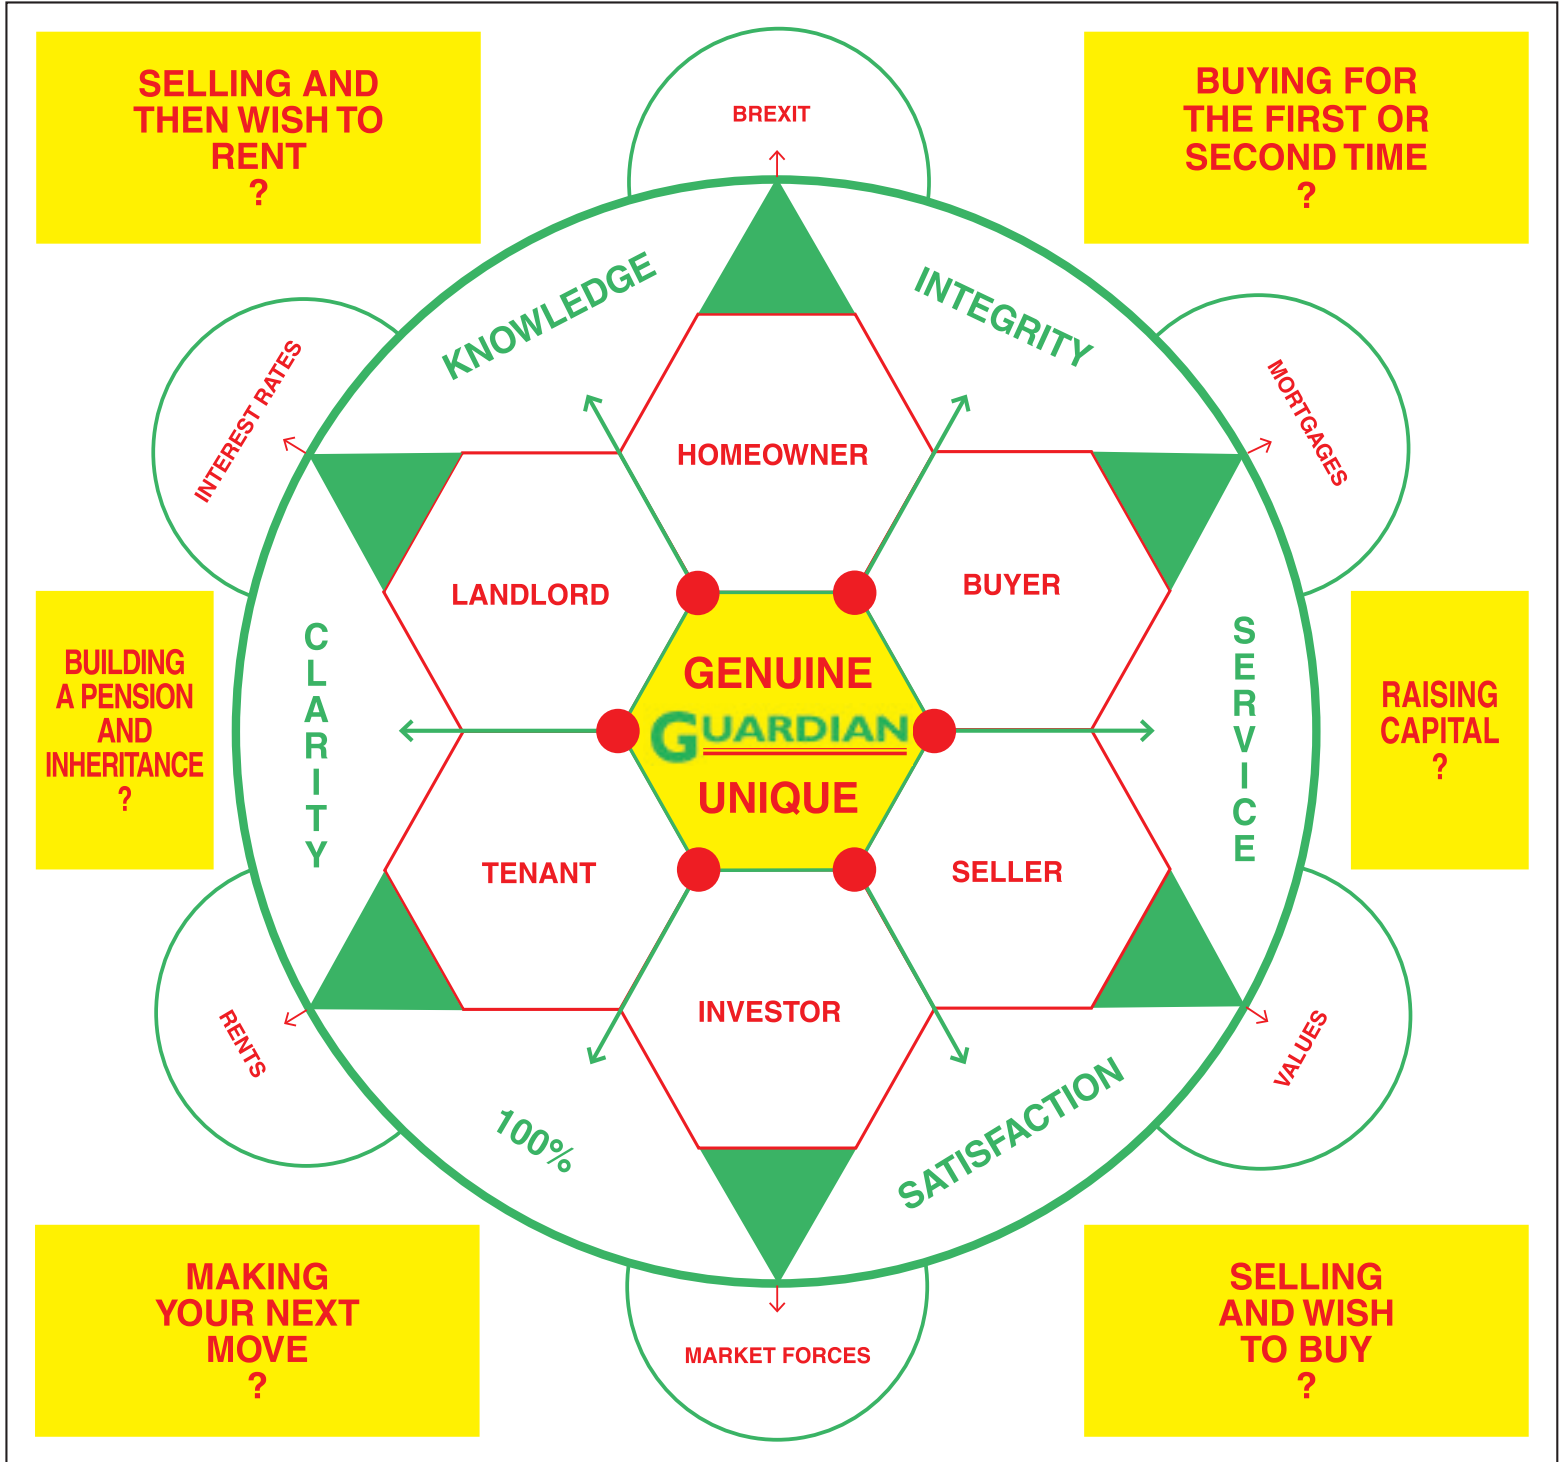 SELLING AND
THEN WISH TO
RENT
?
BREXIT
BUYING FOR
THE FIRST OR
SECOND TIME
?
KNOWLEDGE
INTEGRITY
INTEREST RATES
MORTGAGES
HOMEOWNER
LANDLORD
BUYER
CLARITY
SERVICE
BUILDING
A PENSION
AND
INHERITANCE
?
GENUINE
GUARDIAN
UNIQUE
RAISING
CAPITAL
?
TENANT
SELLER
INVESTOR
RENTS
VALUES
100%
SATISFACTION
MAKING
YOUR NEXT
MOVE
?
MARKET FORCES
SELLING
AND WISH
TO BUY
?